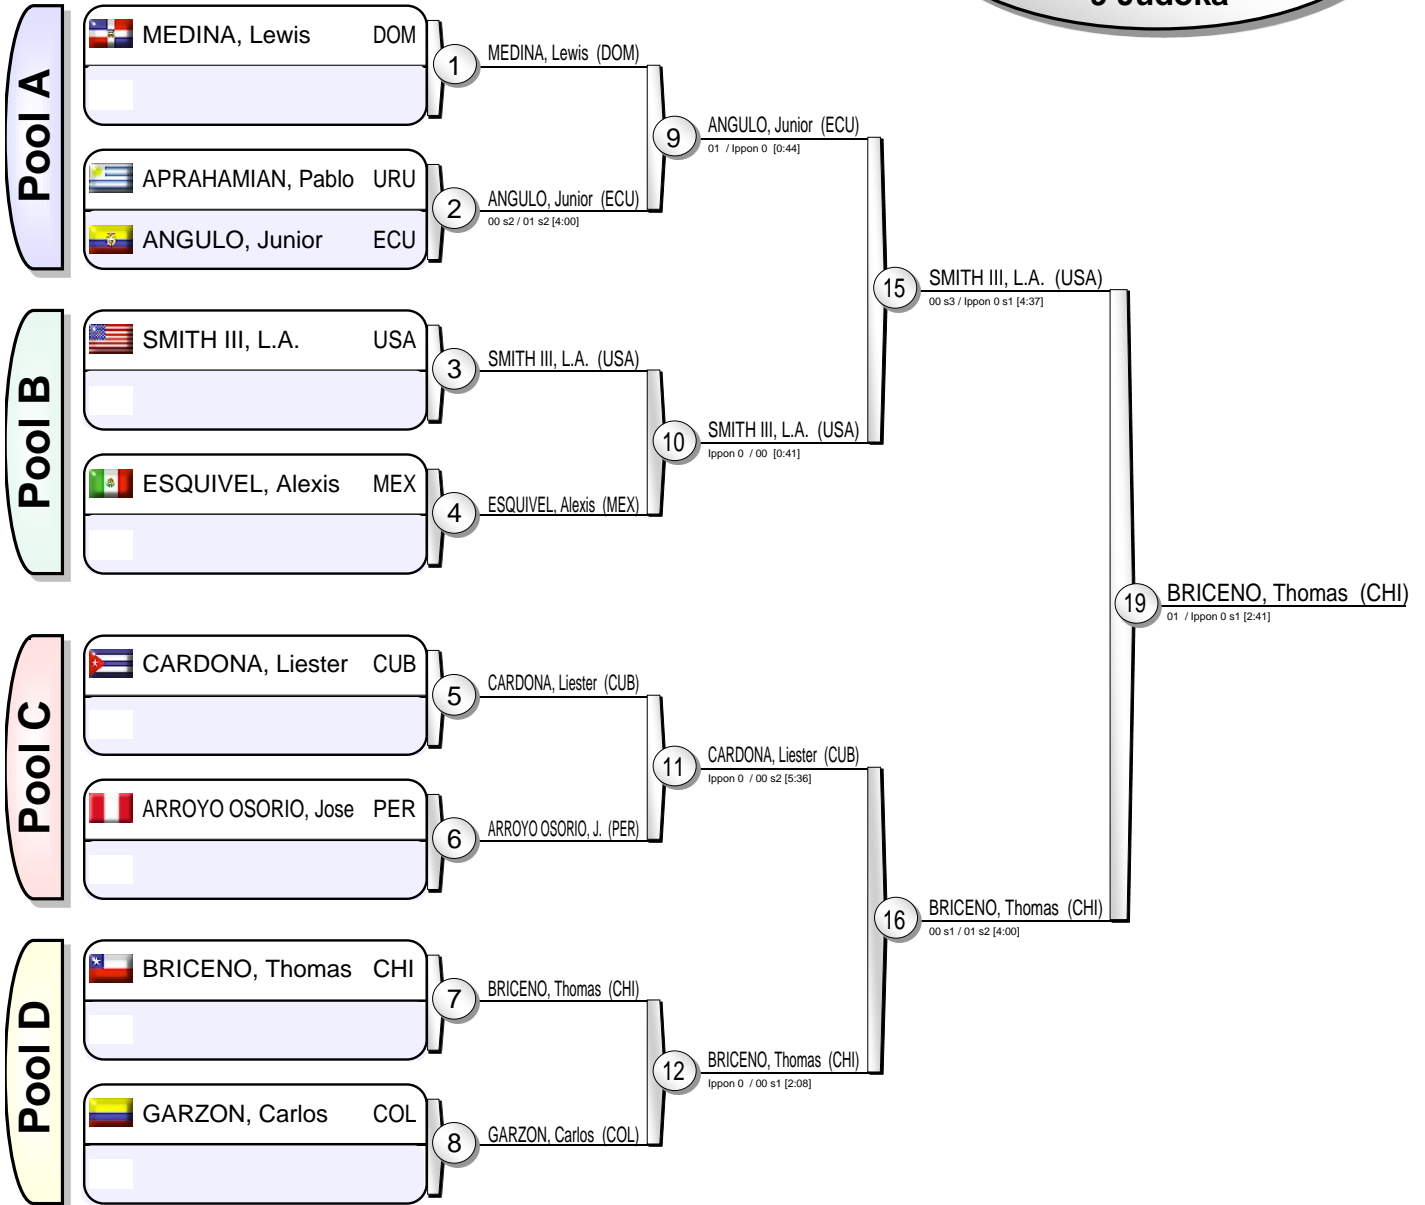 9 Judoka
Pool A
MEDINA, Lewis DOM
APRAHAMIAN, Pablo URU
ANGULO, Junior ECU
1
MEDINA, Lewis (DOM)
2
ANGULO, Junior (ECU)
00 s2 / 01 s2 [4:00]
9
ANGULO, Junior (ECU)
01 / Ippon 0 [0:44]
Pool B
SMITH III, L.A. USA
ESQUIVEL, Alexis MEX
3
SMITH III, L.A. (USA)
4
ESQUIVEL, Alexis (MEX)
10
SMITH III, L.A. (USA)
Ippon 0 / 00 [0:41]
15
SMITH III, L.A. (USA)
00 s3 / Ippon 0 s1 [4:37]
Pool C
CARDONA, Liester CUB
ARROYO OSORIO, Jose PER
5
CARDONA, Liester (CUB)
6
ARROYO OSORIO, J. (PER)
11
CARDONA, Liester (CUB)
Ippon 0 / 00 s2 [5:36]
Pool D
BRICENO, Thomas CHI
GARZON, Carlos COL
7
BRICENO, Thomas (CHI)
8
GARZON, Carlos (COL)
12
BRICENO, Thomas (CHI)
Ippon 0 / 00 s1 [2:08]
16
BRICENO, Thomas (CHI)
00 s1 / 01 s2 [4:00]
19
BRICENO, Thomas (CHI)
01 / Ippon 0 s1 [2:41]